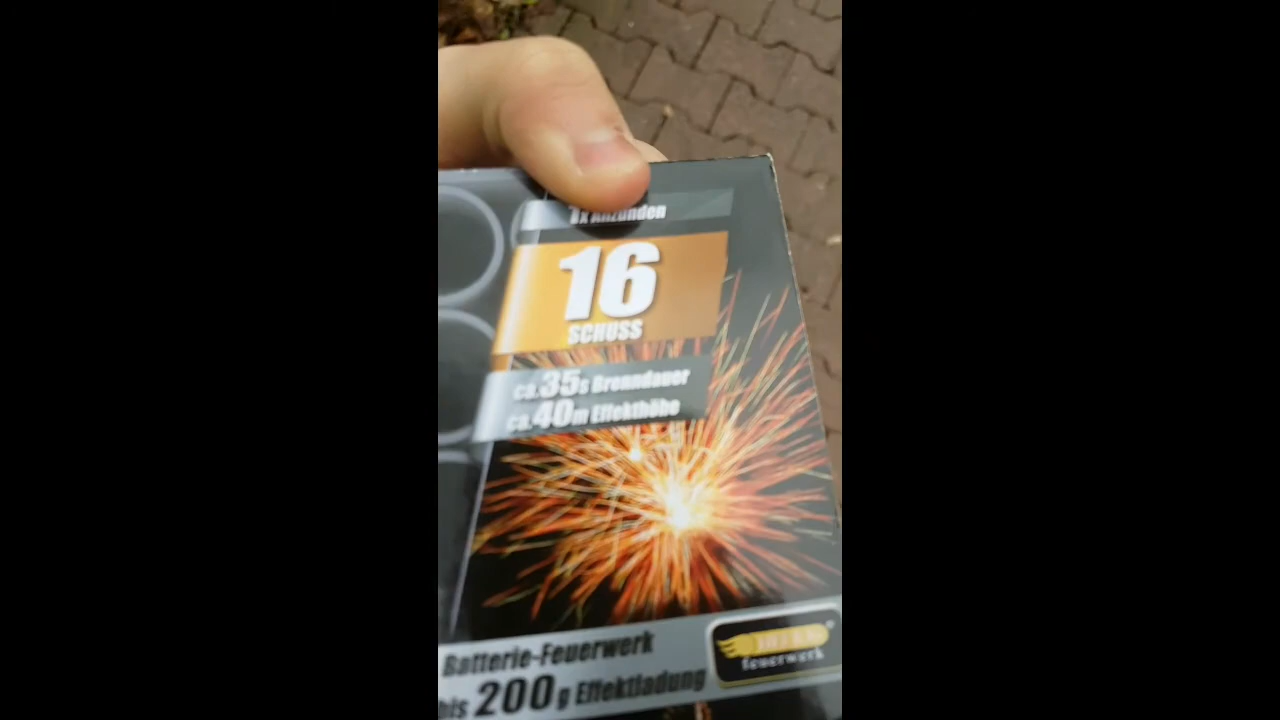 1x Anzünden
16
SCHUSS
ca. 35s Brenndauer
ca. 40m Effekthöhe
Batterie-Feuerwerk
bis 200g Effektladung
feuerwerk